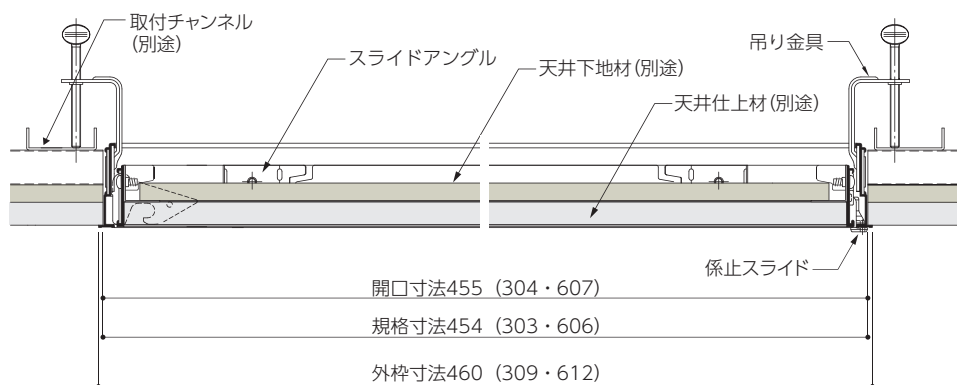 取付チャンネル
(別途)
スライドアングル
天井下地材(別途)
吊り金具
天井仕上材(別途)
係止スライド
開口寸法455（304・607）
規格寸法454（303・606）
外枠寸法460（309・612）